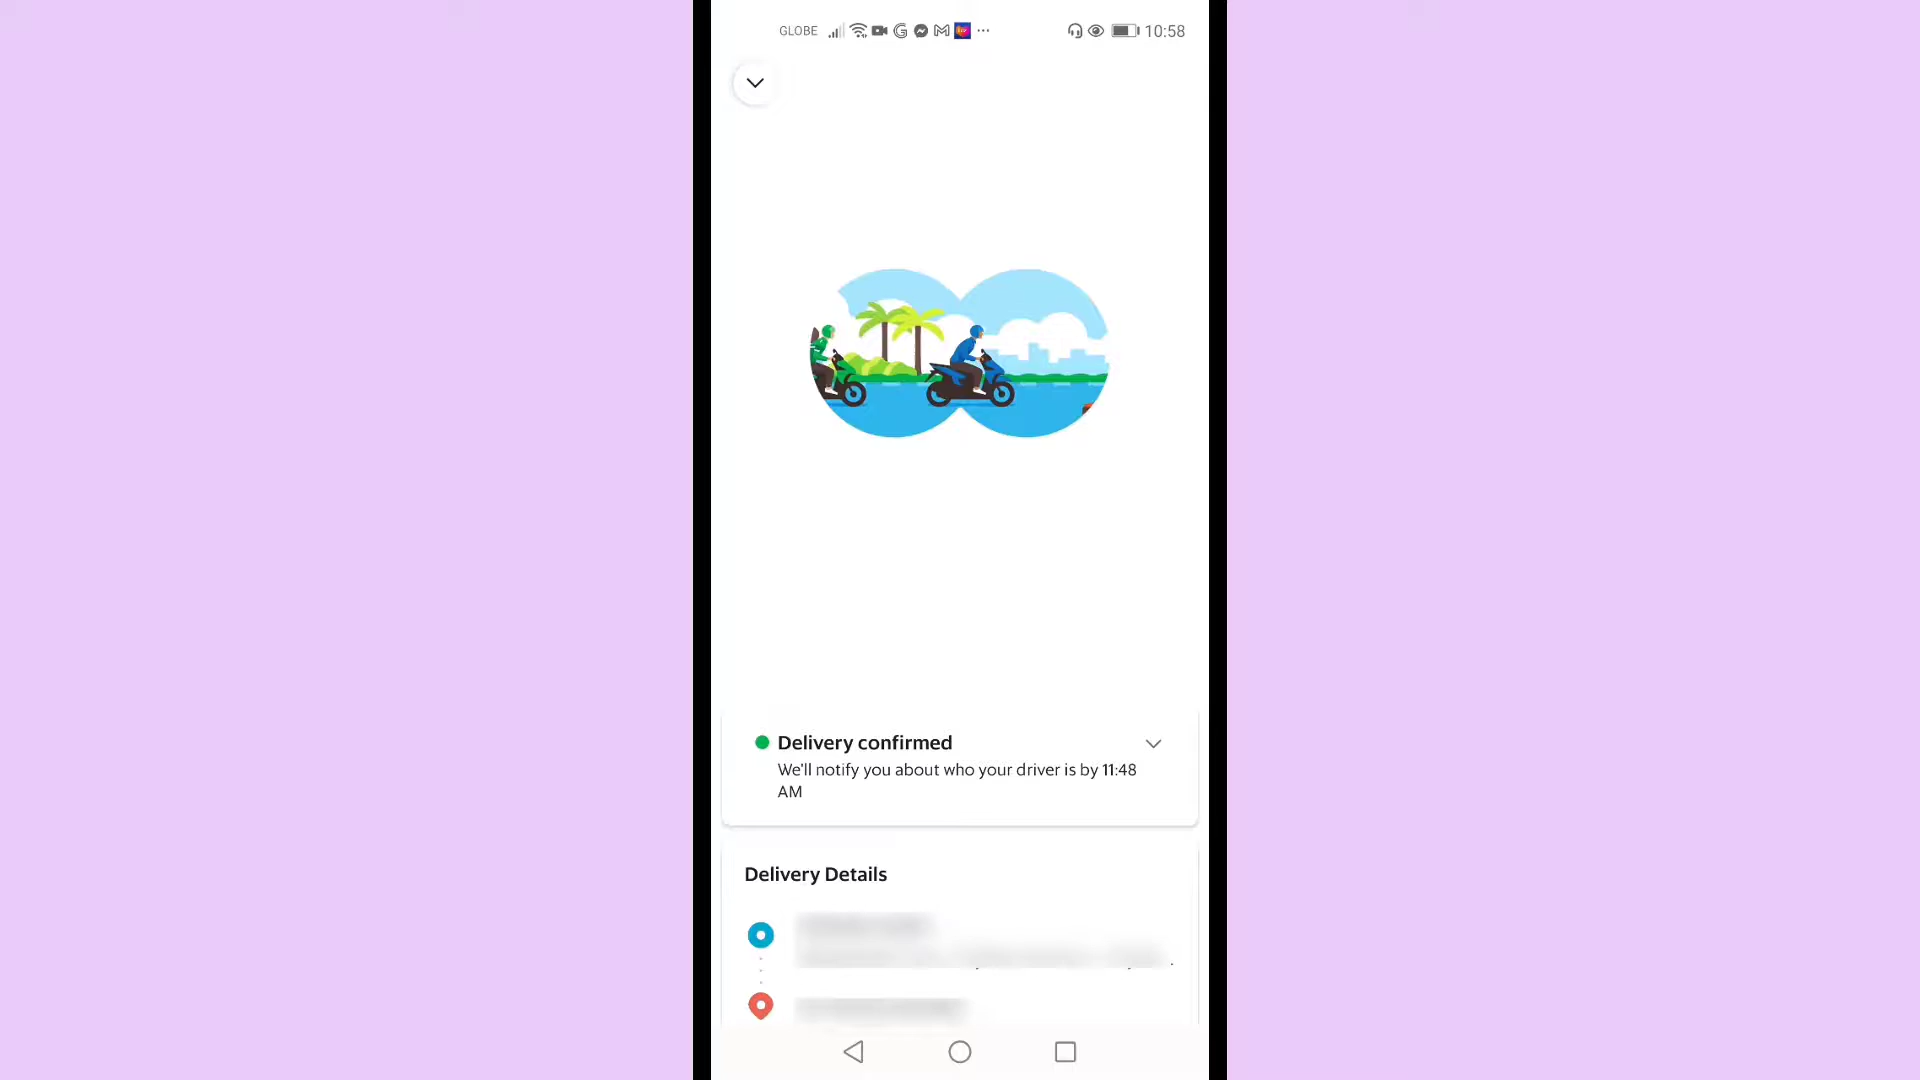 GLOBE 10:58
Delivery confirmed
We'll notify you about who your driver is by 11:48
AM
Delivery Details